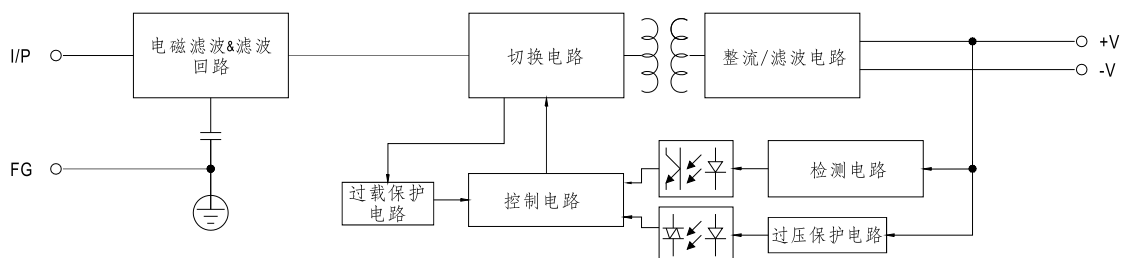 I/P
电磁滤波&滤波
回路
切换电路
整流/滤波电路
+V
-V
FG
过载保护
电路
控制电路
检测电路
过压保护电路